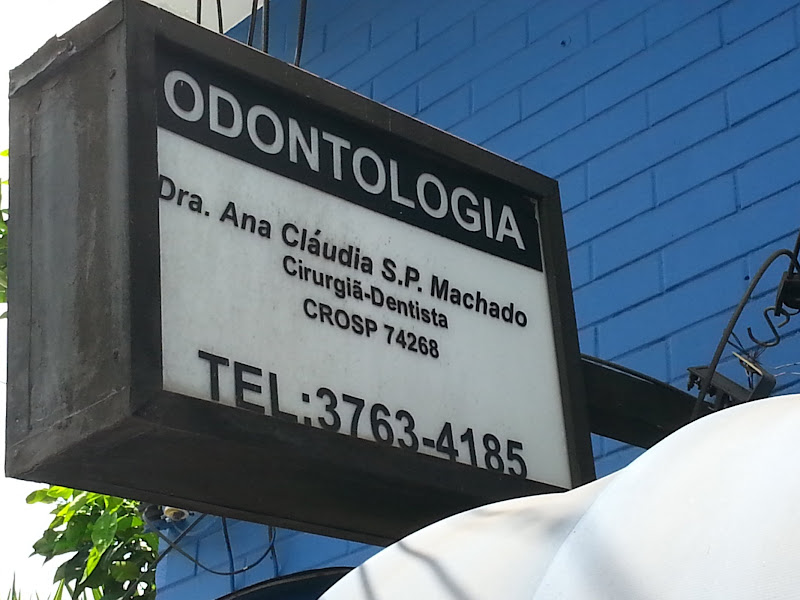 ODONTOLOGIA
Dra. Ana Cláudia S.P. Machado
Cirurgiã-Dentista
CROSP 74268
TEL:3763-4185